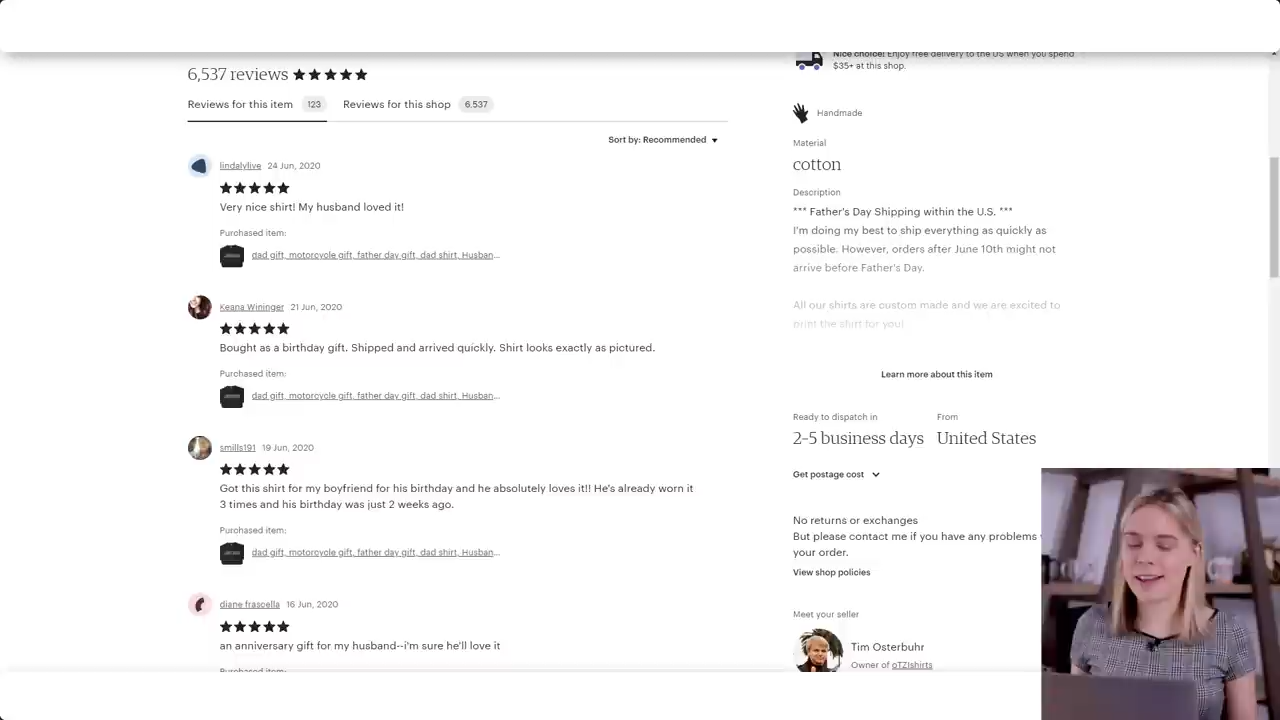 6,537 reviews
Reviews for this item 123 Reviews for this shop 6.537
Sort by: Recommended
lindalylive 24 Jun, 2020
Very nice shirt! My husband loved it!
Purchased item:
dad gift, motorcycle gift, father day gift, dad shirt, Husban...
Keana Wininger 21 Jun, 2020
Bought as a birthday gift. Shipped and arrived quickly. Shirt looks exactly as pictured.
Purchased item:
dad gift, motorcycle gift, father day gift, dad shirt, Husban...
smills191 19 Jun, 2020
Got this shirt for my boyfriend for his birthday and he absolutely loves it!! He's already worn it
3 times and his birthday was just 2 weeks ago.
Purchased item:
dad gift, motorcycle gift, father day gift, dad shirt, Husban...
diane frascella 16 Jun, 2020
an anniversary gift for my husband--i'm sure he'll love it
Purchased item:
Nice choice! Enjoy free delivery to the US when you spend
$35+ at this shop.
Handmade
Material
cotton
Description
*** Father's Day Shipping within the U.S. ***
I'm doing my best to ship everything as quickly as
possible. However, orders after June 10th might not
arrive before Father's Day.
All our shirts are custom made and we are excited to
print the shirt for you!
Learn more about this item
Ready to dispatch in From
2-5 business days United States
Get postage cost
No returns or exchanges
But please contact me if you have any problems
your order.
View shop policies
Meet your seller
Tim Osterbuhr
Owner of oTZIshirts